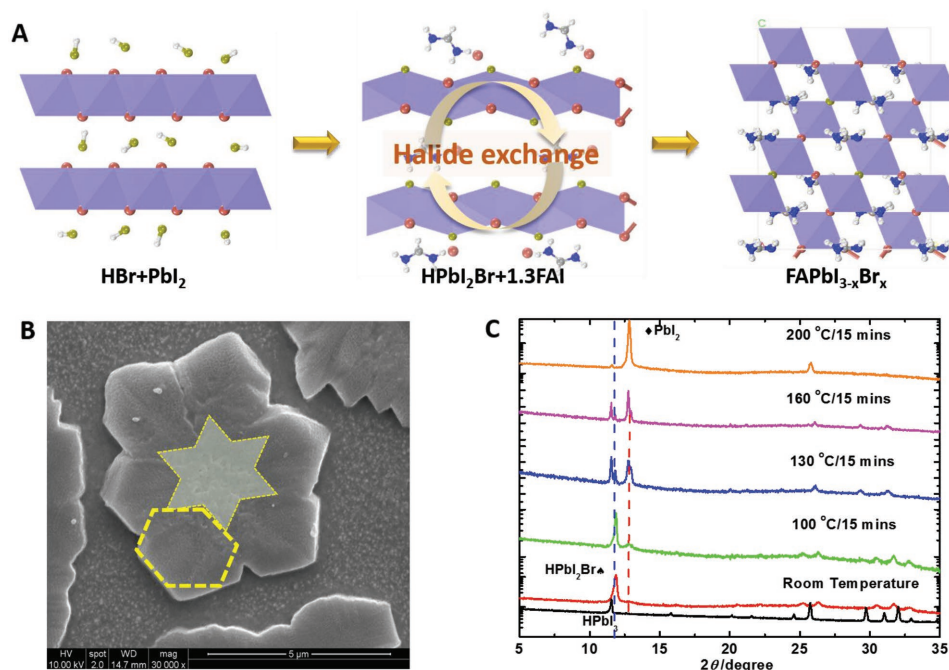 A
C
Halide exchange
HBr+PbI₂
HPbI₂Br+1.3FAI
FAPbI₃₋ₓBrₓ
B
HV
spot
WD
mag
10.00 kV
2.0
14.7 mm
30 000 x
5 µm
C
♦PbI₂
200 °C/15 mins
160 °C/15 mins
130 °C/15 mins
100 °C/15 mins
HPbI₂Br♠
Room Temperature
HPbI₃
5 10 15 20 25 30 35
2θ/degree